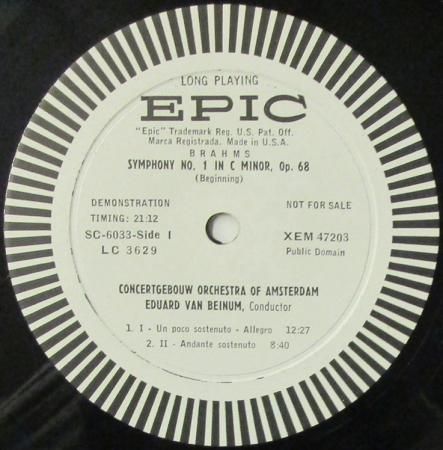 LONG PLAYING
EPIC
"Epic" Trademark Reg. U.S. Pat. Off.
Marca Registrada. Made in U.S.A.
BRAHMS
SYMPHONY NO. 1 IN C MINOR, Op. 68
(Beginning)
DEMONSTRATION NOT FOR SALE
TIMING: 21:12
SC-6033-Side 1 XEM 47203
LC 3629 Public Domain
CONCERTGEBOUW ORCHESTRA OF AMSTERDAM
EDUARD VAN BEINUM, Conductor
1. I - Un poco sostenuto - Allegro 12:27
2. II - Andante sostenuto 8:40